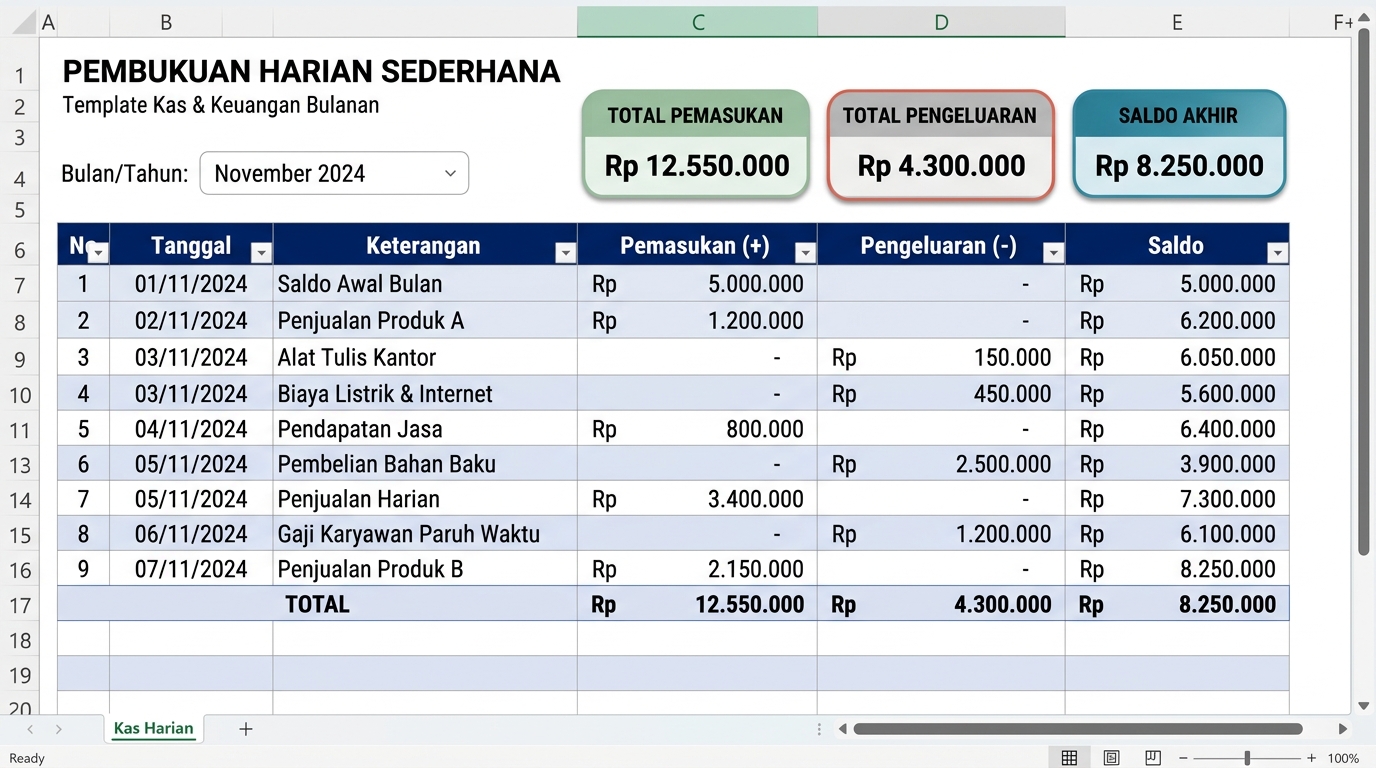 A B C D E F+
1 PEMBUKUAN HARIAN SEDERHANA
2 Template Kas & Keuangan Bulanan
TOTAL PEMASUKAN TOTAL PENGELUARAN SALDO AKHIR
3
Rp 12.550.000 Rp 4.300.000 Rp 8.250.000
4 Bulan/Tahun: November 2024
5
6 Tanggal Keterangan Pemasukan (+) Pengeluaran (-) Saldo
7 1 01/11/2024 Saldo Awal Bulan Rp 5.000.000 - Rp 5.000.000
8 2 02/11/2024 Penjualan Produk A Rp 1.200.000 - Rp 6.200.000
9 3 03/11/2024 Alat Tulis Kantor - Rp 150.000 Rp 6.050.000
10 4 03/11/2024 Biaya Listrik & Internet - Rp 450.000 Rp 5.600.000
11 5 04/11/2024 Pendapatan Jasa Rp 800.000 - Rp 6.400.000
13 6 05/11/2024 Pembelian Bahan Baku - Rp 2.500.000 Rp 3.900.000
14 7 05/11/2024 Penjualan Harian Rp 3.400.000 - Rp 7.300.000
15 8 06/11/2024 Gaji Karyawan Paruh Waktu - Rp 1.200.000 Rp 6.100.000
16 9 07/11/2024 Penjualan Produk B Rp 2.150.000 - Rp 8.250.000
17 TOTAL Rp 12.550.000 Rp 4.300.000 Rp 8.250.000
18
19
20
Kas Harian +
Ready − + 100%